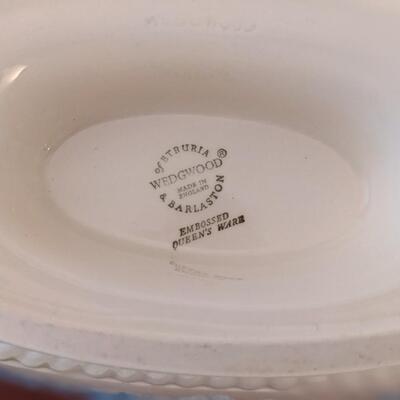 of ETRURIA ®
WEDGWOOD
MADE IN
ENGLAND
& BARLASTON
EMBOSSED
QUEEN'S WARE